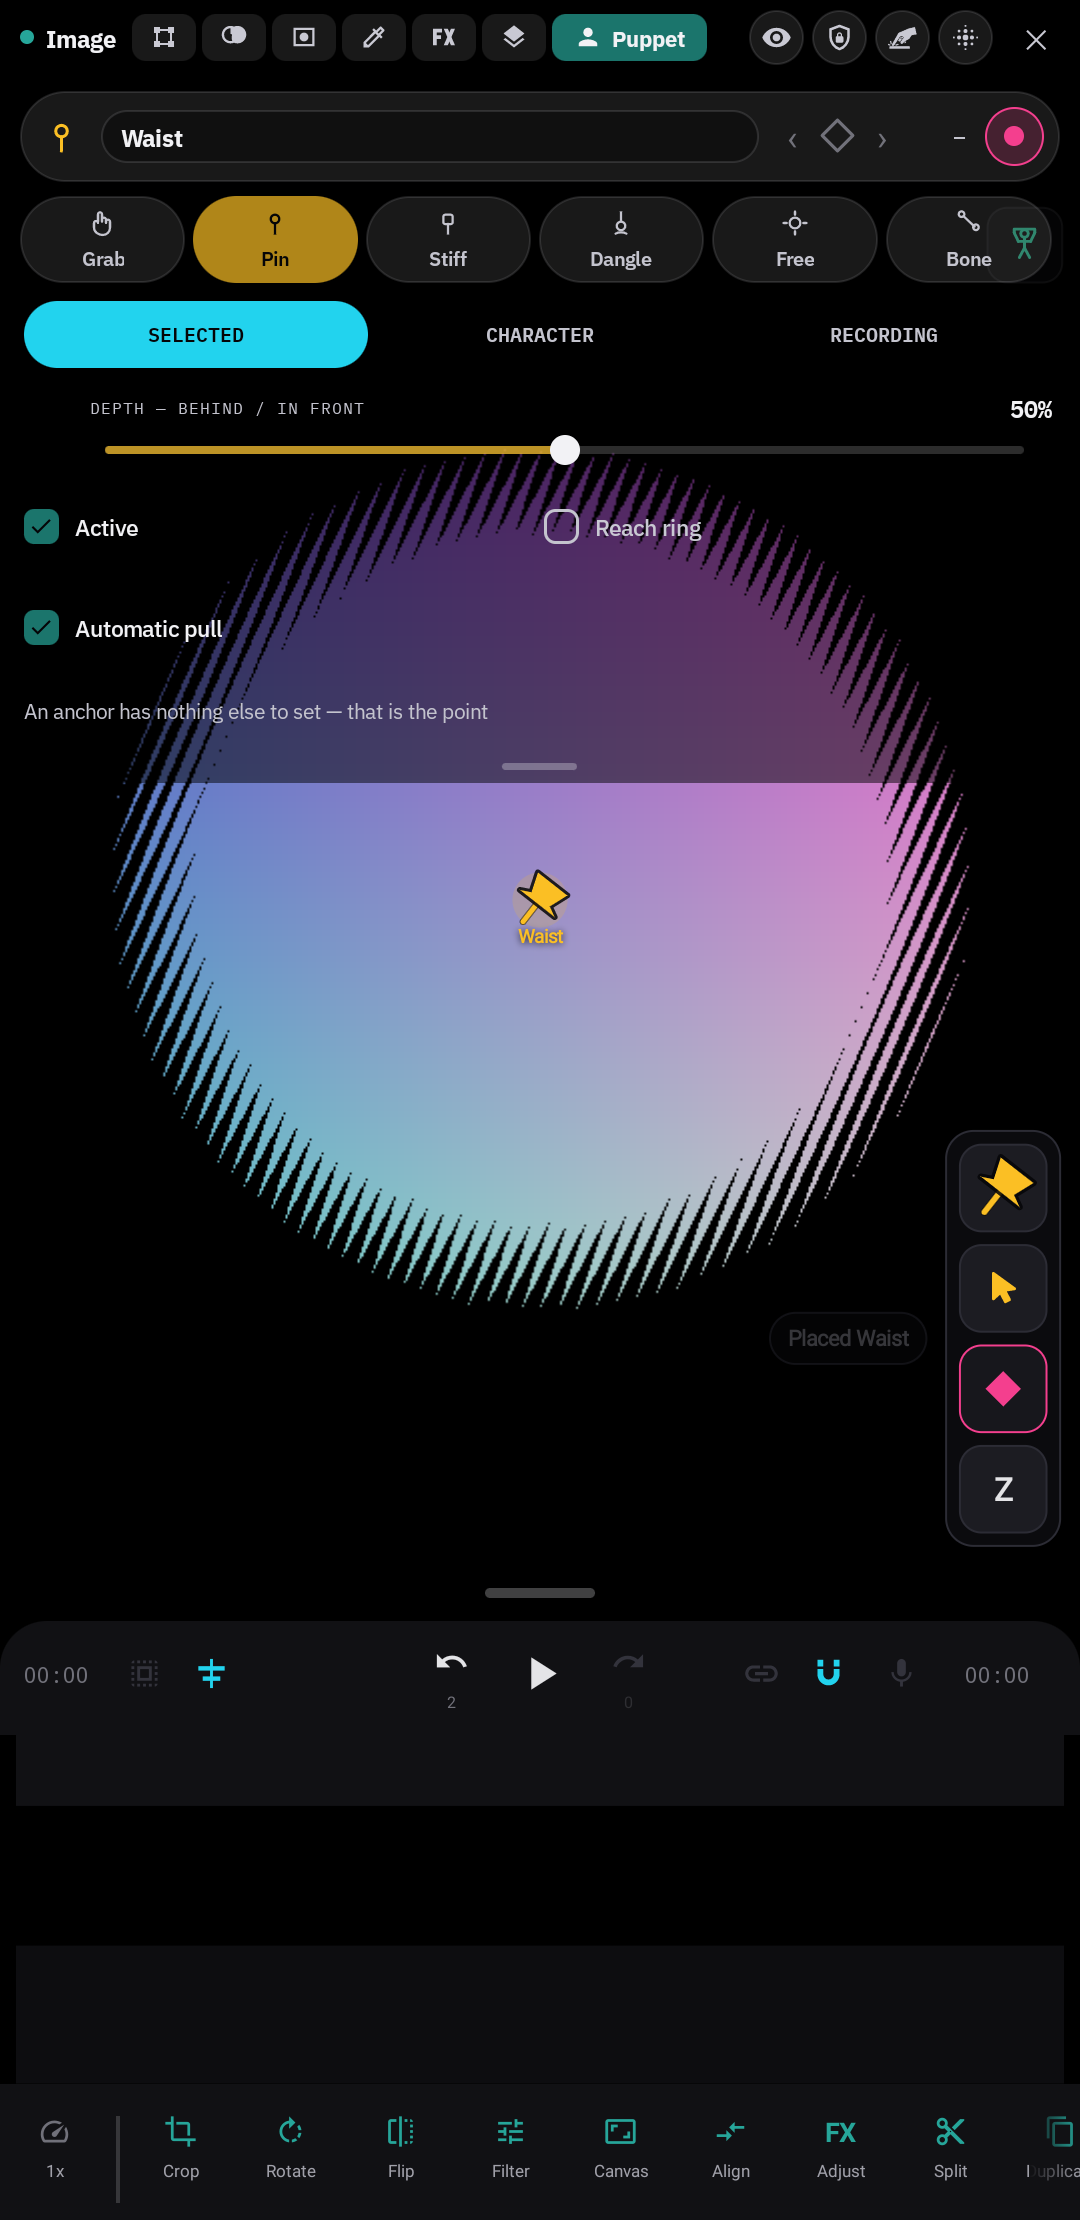 Image
FX
Puppet
Waist
Grab
Pin
Stiff
Dangle
Free
Bone
SELECTED
CHARACTER
RECORDING
DEPTH — BEHIND / IN FRONT
50%
Active
Reach ring
Automatic pull
An anchor has nothing else to set — that is the point
Waist
Placed Waist
Z
00:00
2
0
00:00
1x
Crop
Rotate
Flip
Filter
Canvas
Align
FX
Adjust
Split
Duplica